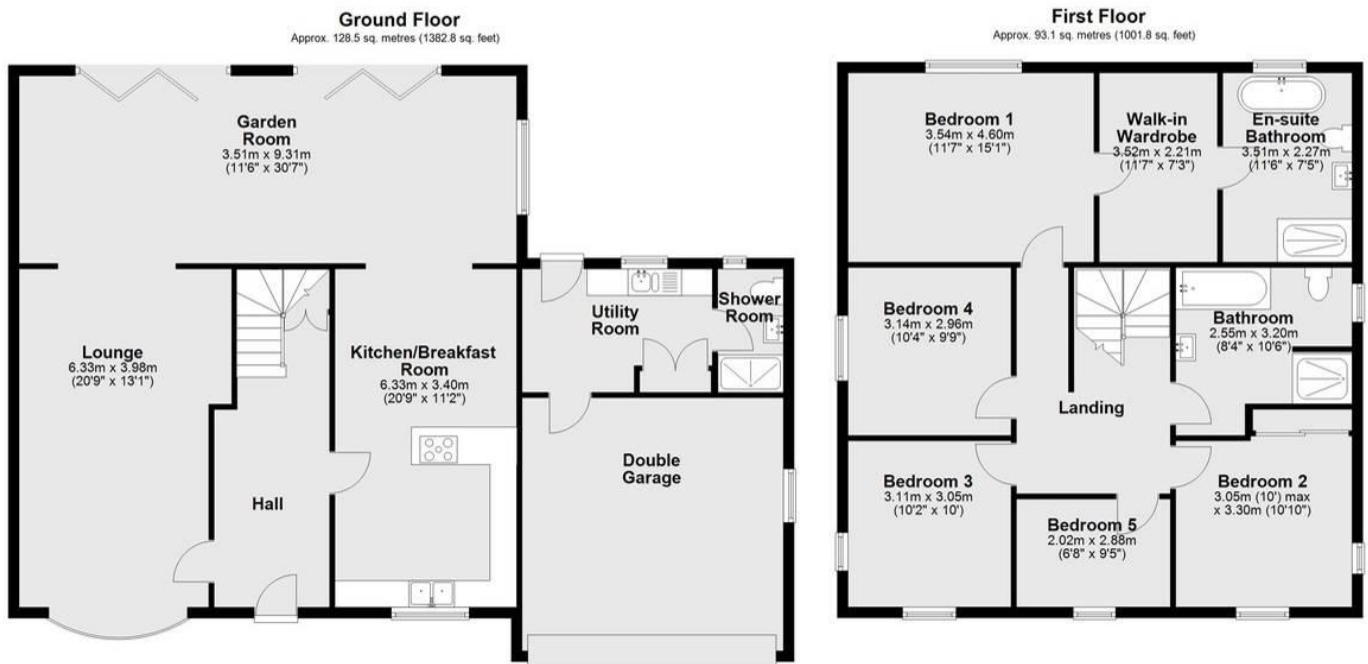 Ground Floor
Approx. 128.5 sq. metres (1382.8 sq. feet)
Garden
Room
3.51m x 9.31m
(11'6" x 30'7")
Lounge
6.33m x 3.98m
(20'9" x 13'1")
Kitchen/Breakfast
Room
6.33m x 3.40m
(20'9" x 11'2")
Utility
Room
Shower
Room
Hall
Double
Garage
First Floor
Approx. 93.1 sq. metres (1001.8 sq. feet)
Bedroom 1
3.54m x 4.60m
(11'7" x 15'1")
Walk-in
Wardrobe
3.52m x 2.21m
(11'7" x 7'3")
En-suite
Bathroom
3.51m x 2.27m
(11'6" x 7'5")
Bedroom 4
3.14m x 2.96m
(10'4" x 9'9")
Bathroom
2.55m x 3.20m
(8'4" x 10'6")
Landing
Bedroom 3
3.11m x 3.05m
(10'2" x 10')
Bedroom 5
2.02m x 2.88m
(6'8" x 9'5")
Bedroom 2
3.05m (10') max
x 3.30m (10'10")